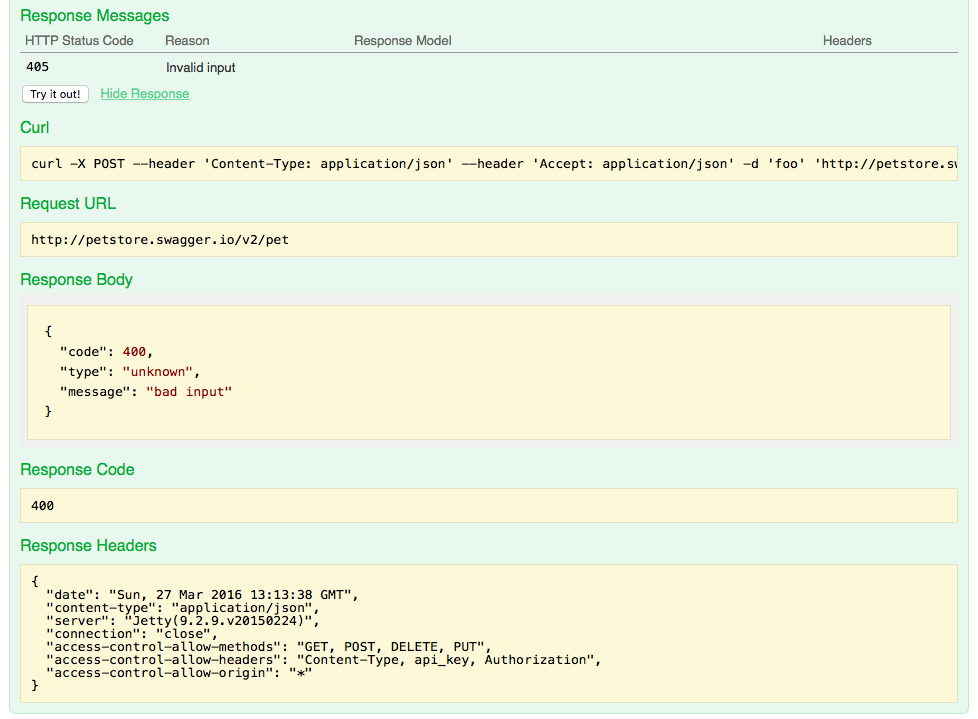 Response Messages
HTTP Status Code Reason Response Model Headers
405 Invalid input
Try it out! Hide Response
Curl
curl -X POST --header 'Content-Type: application/json' --header 'Accept: application/json' -d 'foo' 'http://petstore.sw
Request URL
http://petstore.swagger.io/v2/pet
Response Body
{
"code": 400,
"type": "unknown",
"message": "bad input"
}
Response Code
400
Response Headers
{
"date": "Sun, 27 Mar 2016 13:13:38 GMT",
"content-type": "application/json",
"server": "Jetty(9.2.9.v20150224)",
"connection": "close",
"access-control-allow-methods": "GET, POST, DELETE, PUT",
"access-control-allow-headers": "Content-Type, api_key, Authorization",
"access-control-allow-origin": "*"
}